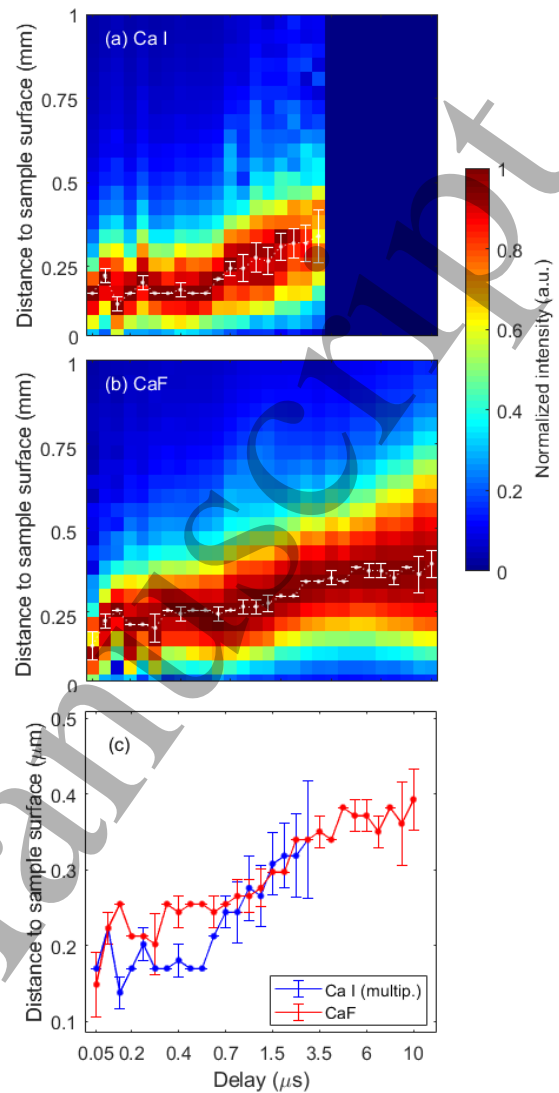 1
(a) Ca I
0.75
0.5
0.25
0
Distance to sample surface (mm)
1
0.8
0.6
0.4
0.2
0
Normalized intensity (a.u.)
1
(b) CaF
0.75
0.5
0.25
0
Distance to sample surface (mm)
0.5
(c)
0.4
0.3
0.2
0.1
Distance to sample surface (μm)
Ca I (multip.)
CaF
0.05 0.2 0.4 0.7 1.5 3.5 6 10
Delay (μs)
anuscript